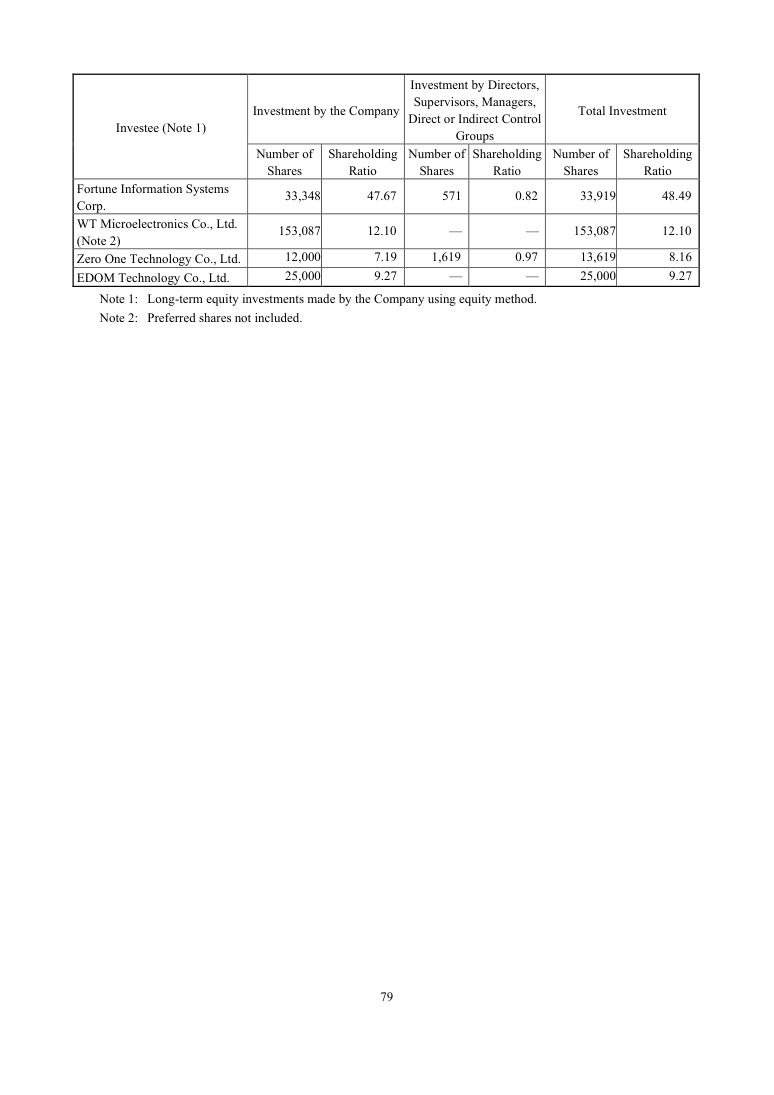 Investee (Note 1)
Investment by the Company
Investment by Directors,
Supervisors, Managers,
Direct or Indirect Control
Groups
Total Investment
Number of
Shares
Shareholding
Ratio
Number of
Shares
Shareholding
Ratio
Number of
Shares
Shareholding
Ratio
Fortune Information Systems
Corp.
33,348 47.67 571 0.82 33,919 48.49
WT Microelectronics Co., Ltd.
(Note 2)
153,087 12.10 — — 153,087 12.10
Zero One Technology Co., Ltd. 12,000 7.19 1,619 0.97 13,619 8.16
EDOM Technology Co., Ltd. 25,000 9.27 — — 25,000 9.27
Note 1: Long-term equity investments made by the Company using equity method.
Note 2: Preferred shares not included.
79